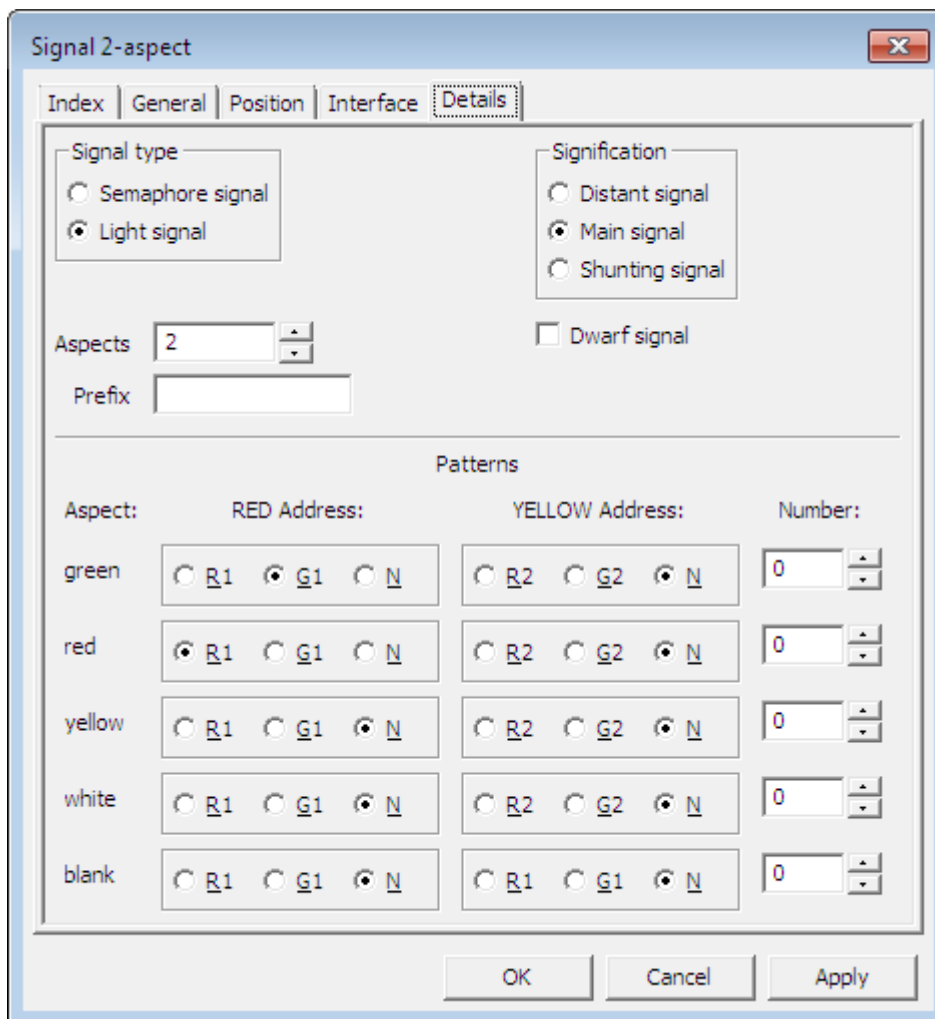 Signal 2-aspect
Index General Position Interface Details
Signal type Signification
Semaphore signal Distant signal
Light signal Main signal
Shunting signal
Aspects 2 Dwarf signal
Prefix
Patterns
Aspect: RED Address: YELLOW Address: Number:
green R1 G1 N R2 G2 N 0
red R1 G1 N R2 G2 N 0
yellow R1 G1 N R2 G2 N 0
white R1 G1 N R2 G2 N 0
blank R1 G1 N R1 G1 N 0
OK Cancel Apply